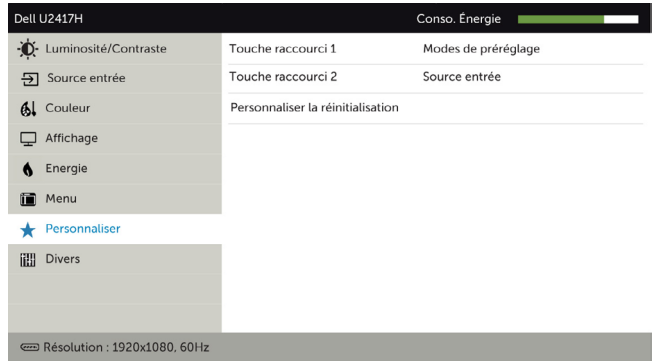 Dell U2417H Conso. Énergie
Luminosité/Contraste Touche raccourci 1 Modes de préréglage
Source entrée Touche raccourci 2 Source entrée
Couleur Personnaliser la réinitialisation
Affichage
Energie
Menu
Personnaliser
Divers
Résolution : 1920x1080, 60Hz